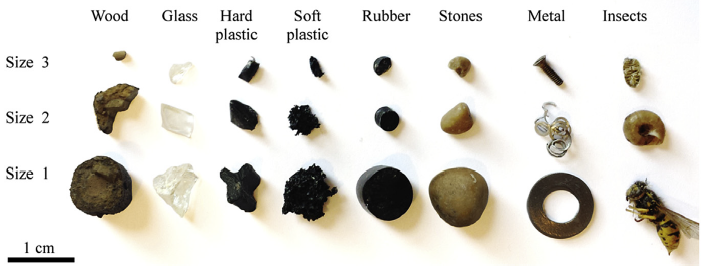 Wood Glass Hard plastic Soft plastic Rubber Stones Metal Insects
Size 3
Size 2
Size 1
1 cm